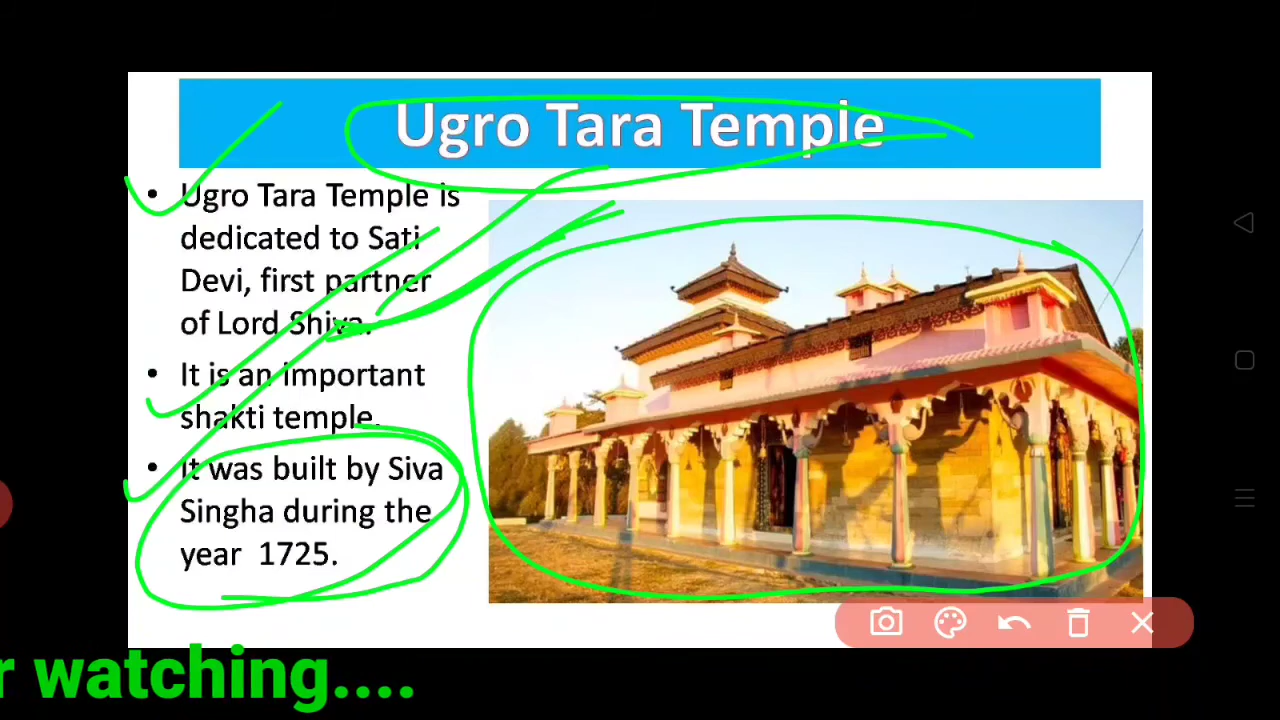 Ugro Tara Temple
• Ugro Tara Temple is
dedicated to Sati
Devi, first partner
of Lord Shiva.
• It is an important
shakti temple.
• It was built by Siva
Singha during the
year 1725.
r watching....